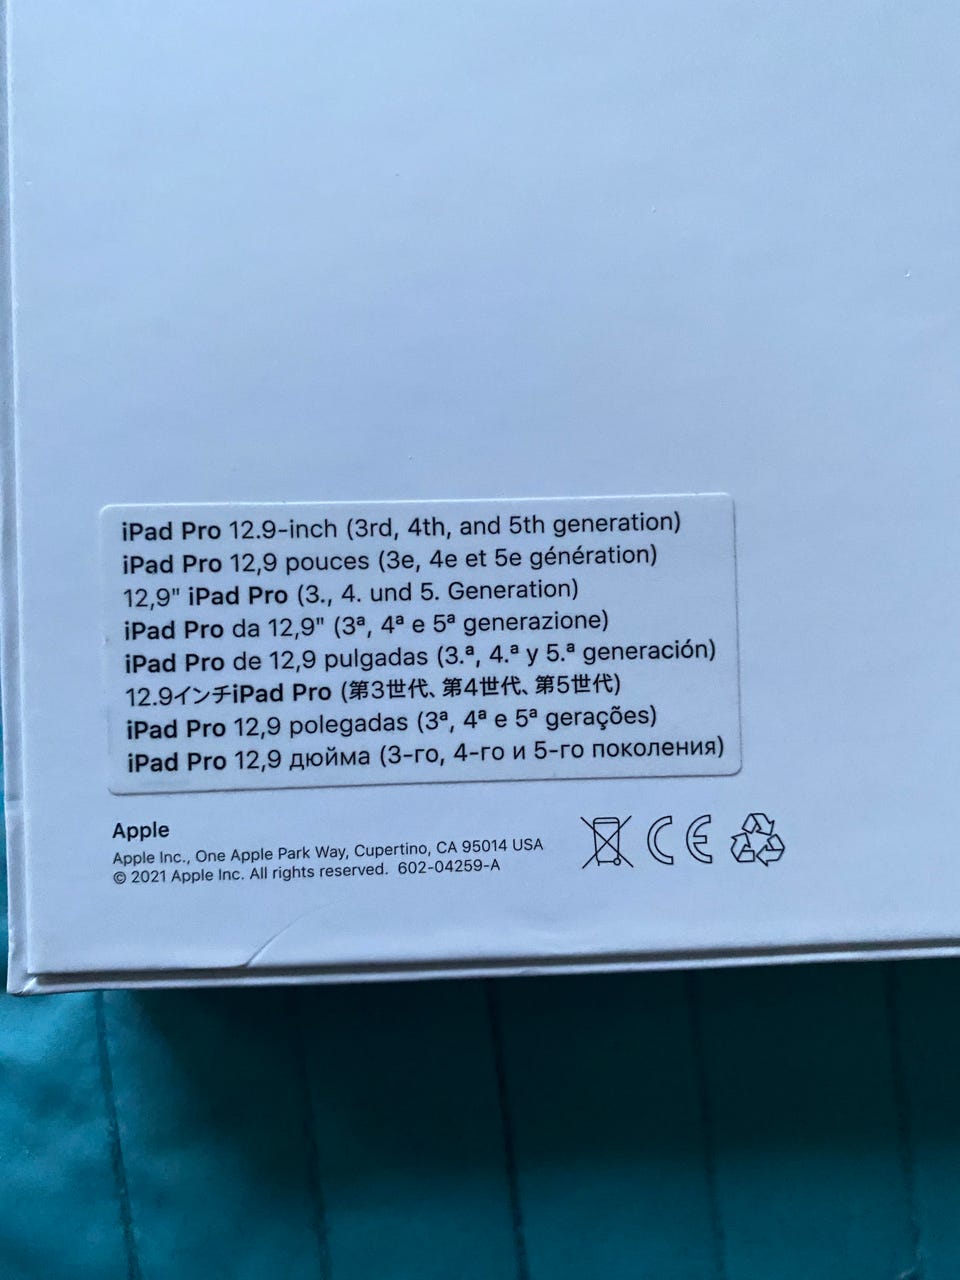 iPad Pro 12.9-inch (3rd, 4th, and 5th generation)
iPad Pro 12,9 pouces (3e, 4e et 5e génération)
12,9" iPad Pro (3., 4. und 5. Generation)
iPad Pro da 12,9" (3ª, 4ª e 5ª generazione)
iPad Pro de 12,9 pulgadas (3.ª, 4.ª y 5.ª generación)
12.9インチiPad Pro (第3世代、第4世代、第5世代)
iPad Pro 12,9 polegadas (3ª, 4ª e 5ª gerações)
iPad Pro 12,9 дюйма (3-го, 4-го и 5-го поколения)
Apple
Apple Inc., One Apple Park Way, Cupertino, CA 95014 USA
© 2021 Apple Inc. All rights reserved. 602-04259-A
CE